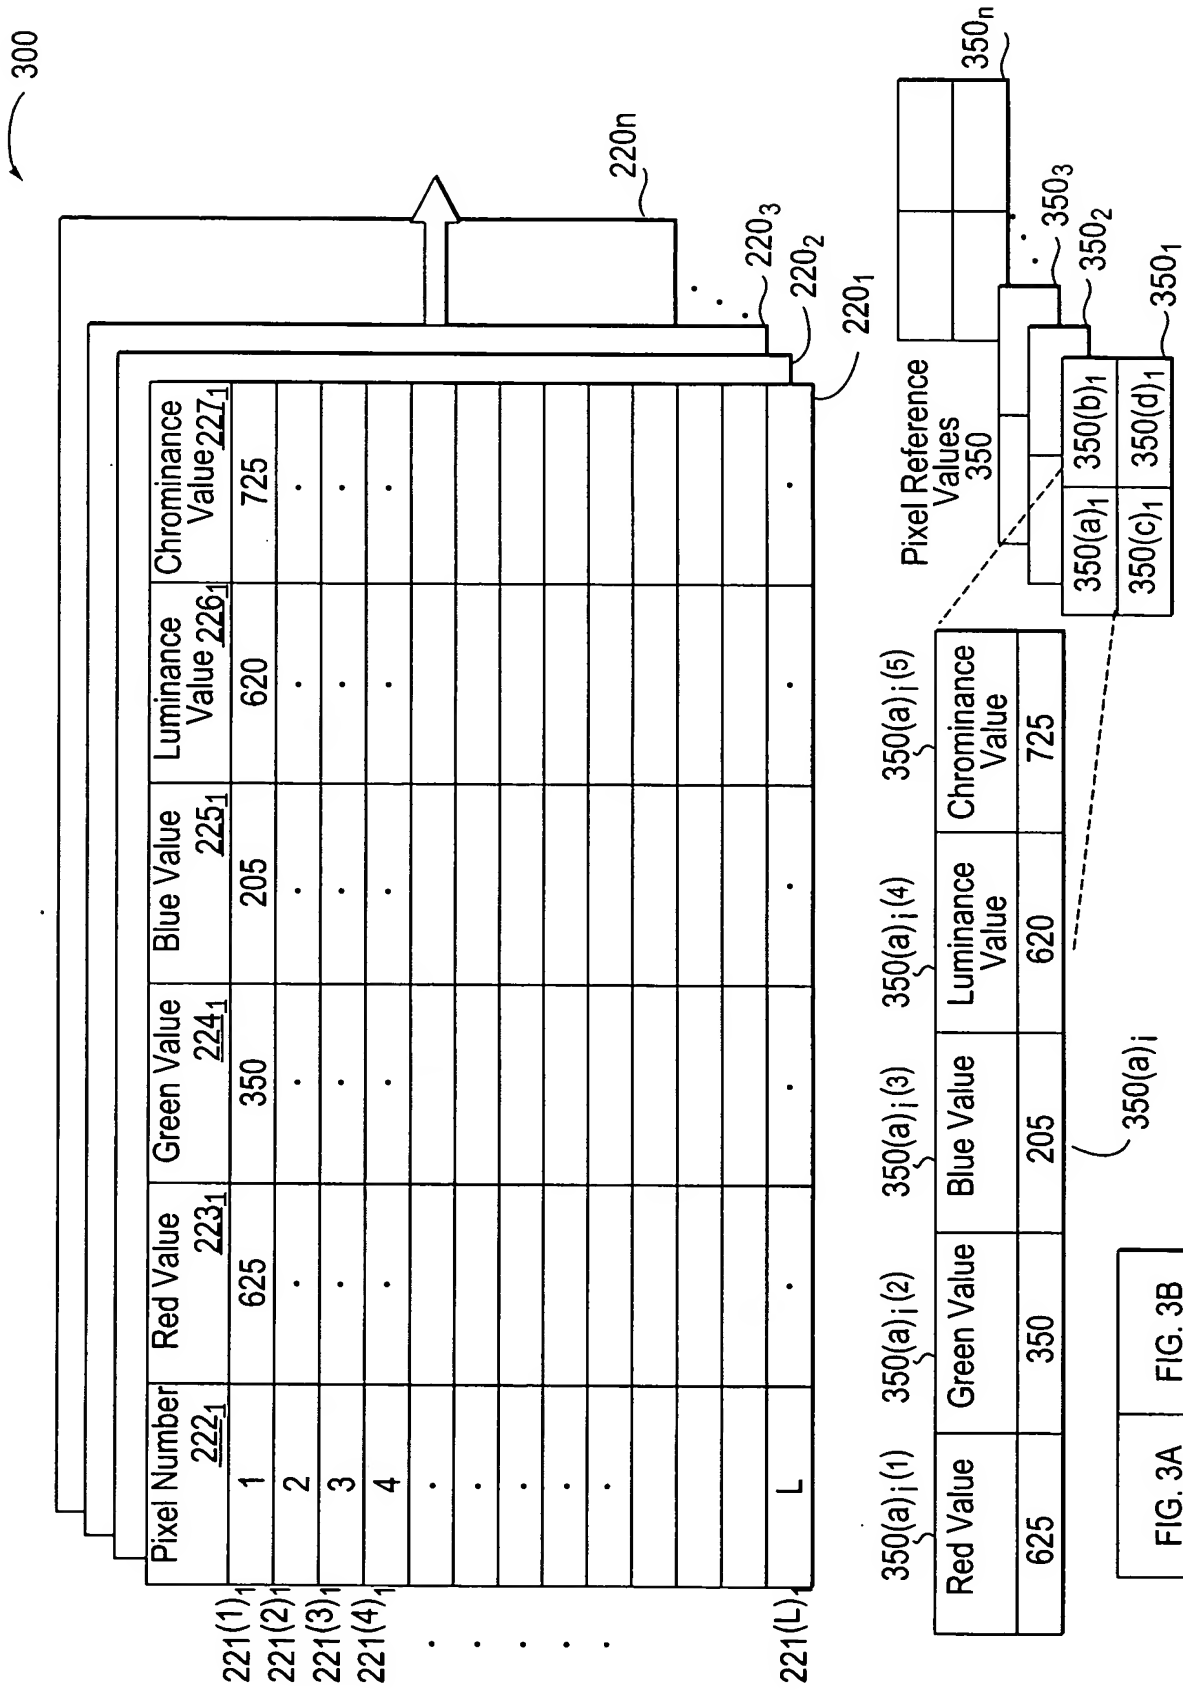 300
220n
220₃
220₂
220₁
Pixel Number 222₁
Red Value 223₁
Green Value 224₁
Blue Value 225₁
Luminance Value 226₁
Chrominance Value 227₁
221(1)₁ 1 625 350 205 620 725
221(2)₁ 2 . . . . .
221(3)₁ 3 . . . . .
221(4)₁ 4 . . . . .
221(L)₁ L . . . . .
Pixel Reference
Values
350
350n
350₃
350₂
350₁
350(a)₁ 350(b)₁
350(c)₁ 350(d)₁
350(a)i(1) 350(a)i(2) 350(a)i(3) 350(a)i(4) 350(a)i(5)
Red Value Green Value Blue Value Luminance Value Chrominance Value
625 350 205 620 725
350(a)i
FIG. 3A FIG. 3B